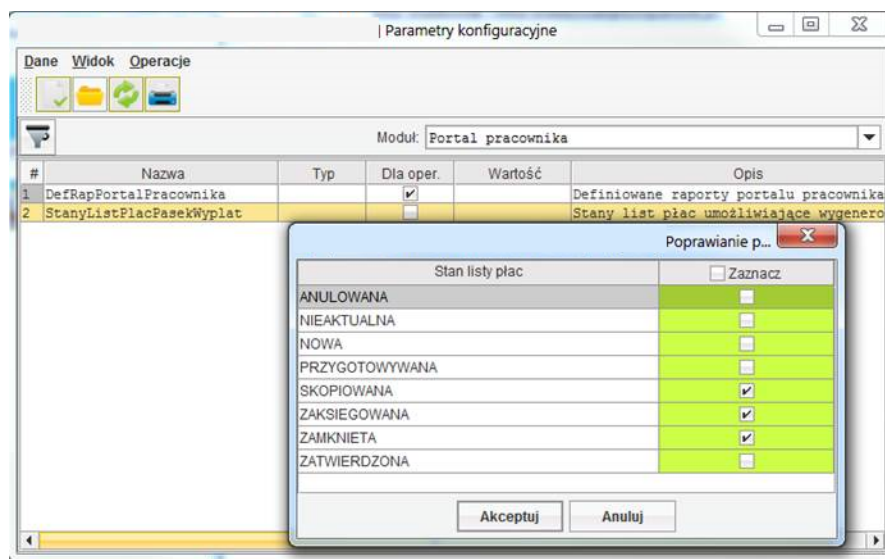 | Parametry konfiguracyjne
Dane Widok Operacje
Moduł: Portal pracownika
# Nazwa Typ Dla oper. Wartość Opis
1 DefRapPortalPracownika Definiowane raporty portalu pracownika
2 StanyListPlacPasekWyplat Stany list płac umożliwiające wygenero
Poprawianie p...
Stan listy płac Zaznacz
ANULOWANA
NIEAKTUALNA
NOWA
PRZYGOTOWYWANA
SKOPIOWANA
ZAKSIEGOWANA
ZAMKNIETA
ZATWIERDZONA
Akceptuj Anuluj